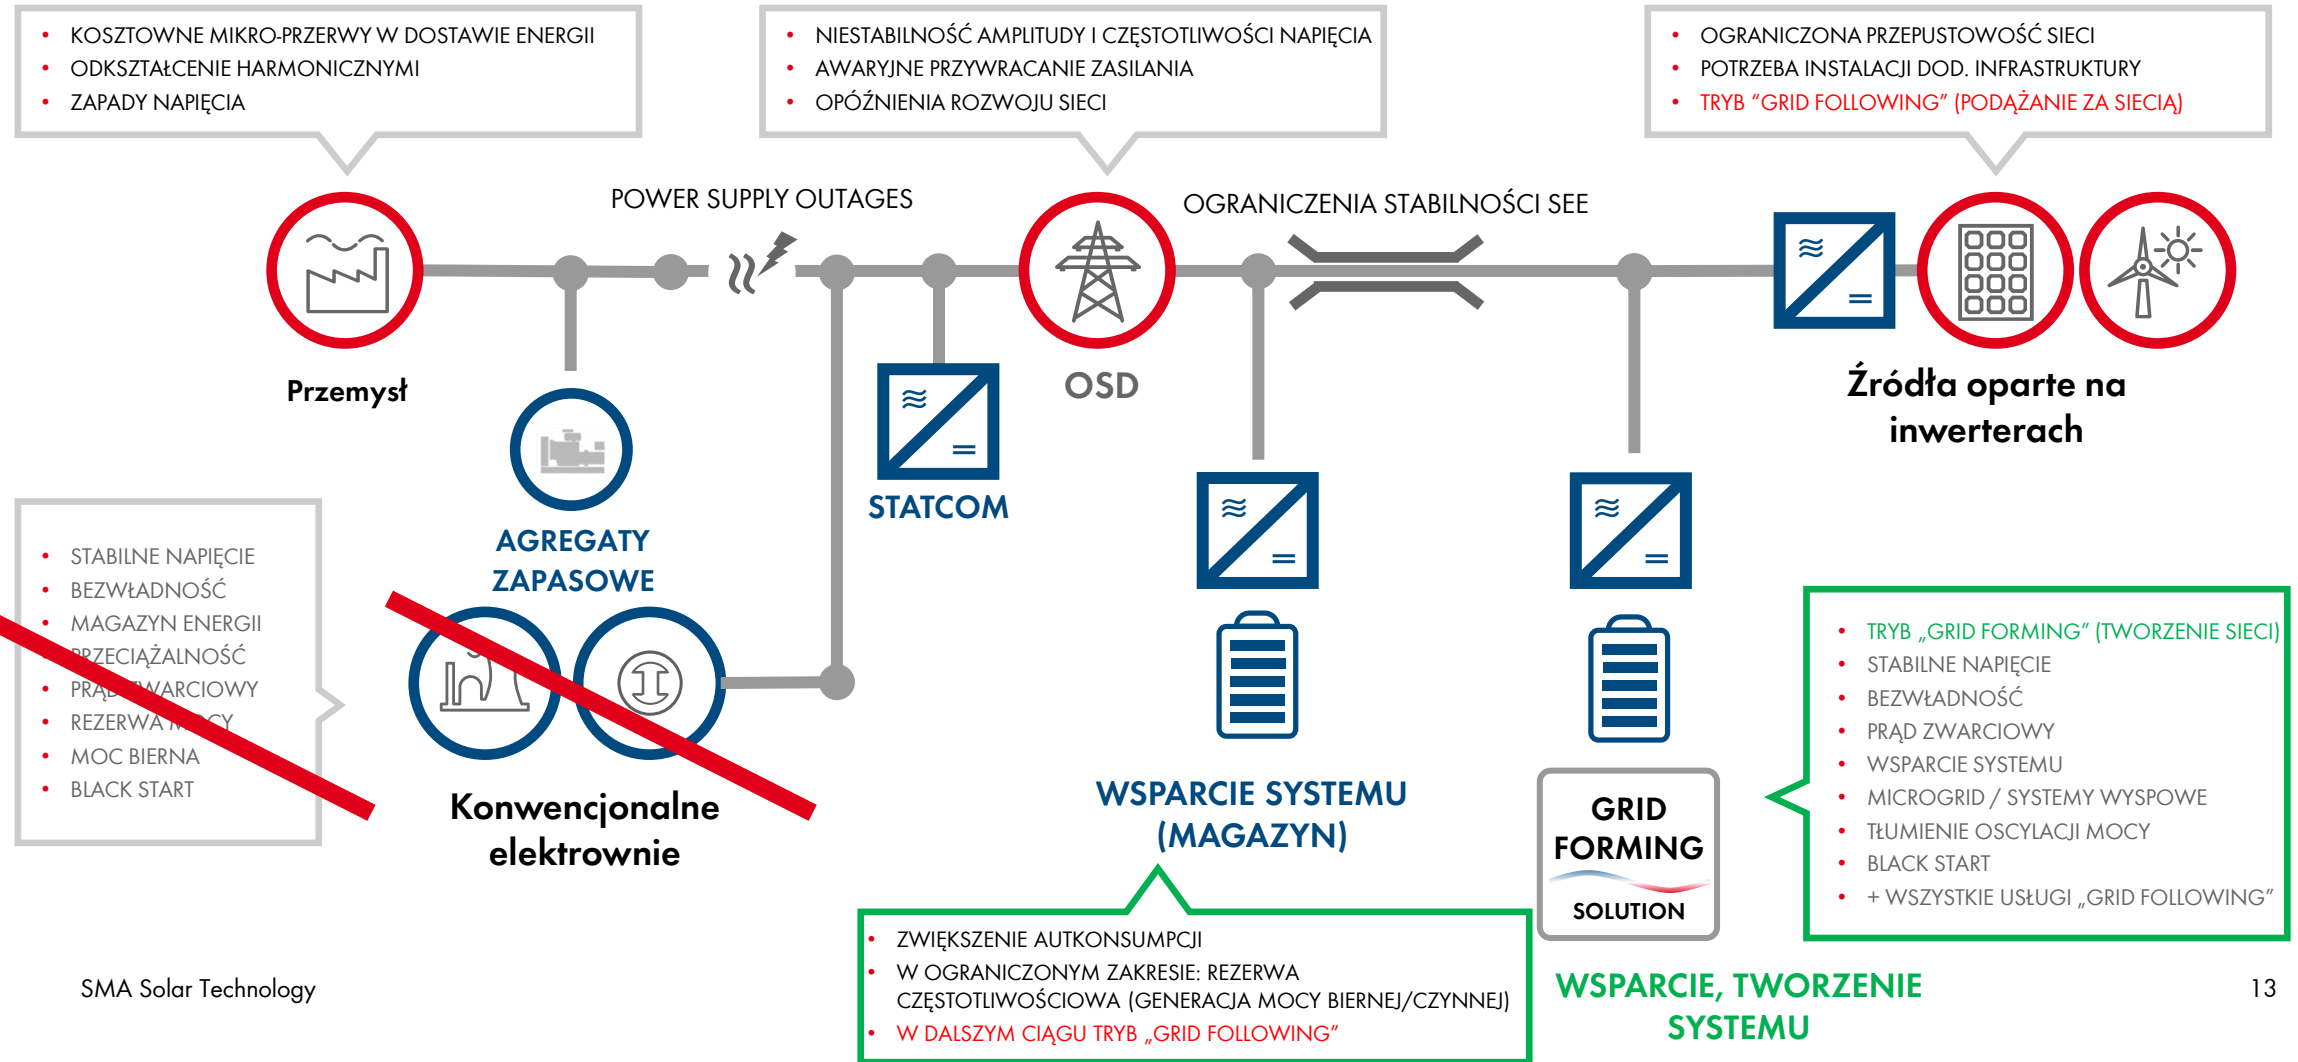 • KOSZTOWNE MIKRO-PRZERWY W DOSTAWIE ENERGII
• ODKSZTAŁCENIE HARMONICZNYMI
• ZAPADY NAPIĘCIA
• NIESTABILNOŚĆ AMPLITUDY I CZĘSTOTLIWOŚCI NAPIĘCIA
• AWARYJNE PRZYWRACANIE ZASILANIA
• OPÓŹNIENIA ROZWOJU SIECI
• OGRANICZONA PRZEPUSTOWOŚĆ SIECI
• POTRZEBA INSTALACJI DOD. INFRASTRUKTURY
• TRYB "GRID FOLLOWING" (PODĄŻANIE ZA SIECIĄ)
POWER SUPPLY OUTAGES
OGRANICZENIA STABILNOŚCI SEE
Przemysł
OSD
Źródła oparte na
inwerterach
STATCOM
AGREGATY
ZAPASOWE
• STABILNE NAPIĘCIE
• BEZWŁADNOŚĆ
• MAGAZYN ENERGII
• PRZECIĄŻALNOŚĆ
• PRĄD ZWARCIOWY
• REZERWA MOCY
• MOC BIERNA
• BLACK START
Konwencjonalne
elektrownie
WSPARCIE SYSTEMU
(MAGAZYN)
GRID
FORMING
SOLUTION
• TRYB „GRID FORMING” (TWORZENIE SIECI)
• STABILNE NAPIĘCIE
• BEZWŁADNOŚĆ
• PRĄD ZWARCIOWY
• WSPARCIE SYSTEMU
• MICROGRID / SYSTEMY WYSPOWE
• TŁUMIENIE OSCYLACJI MOCY
• BLACK START
• + WSZYSTKIE USŁUGI „GRID FOLLOWING”
• ZWIĘKSZENIE AUTKONSUMPCJI
• W OGRANICZONYM ZAKRESIE: REZERWA
CZĘSTOTLIWOŚCIOWA (GENERACJA MOCY BIERNEJ/CZYNNEJ)
• W DALSZYM CIĄGU TRYB „GRID FOLLOWING”
WSPARCIE, TWORZENIE
SYSTEMU
SMA Solar Technology
13